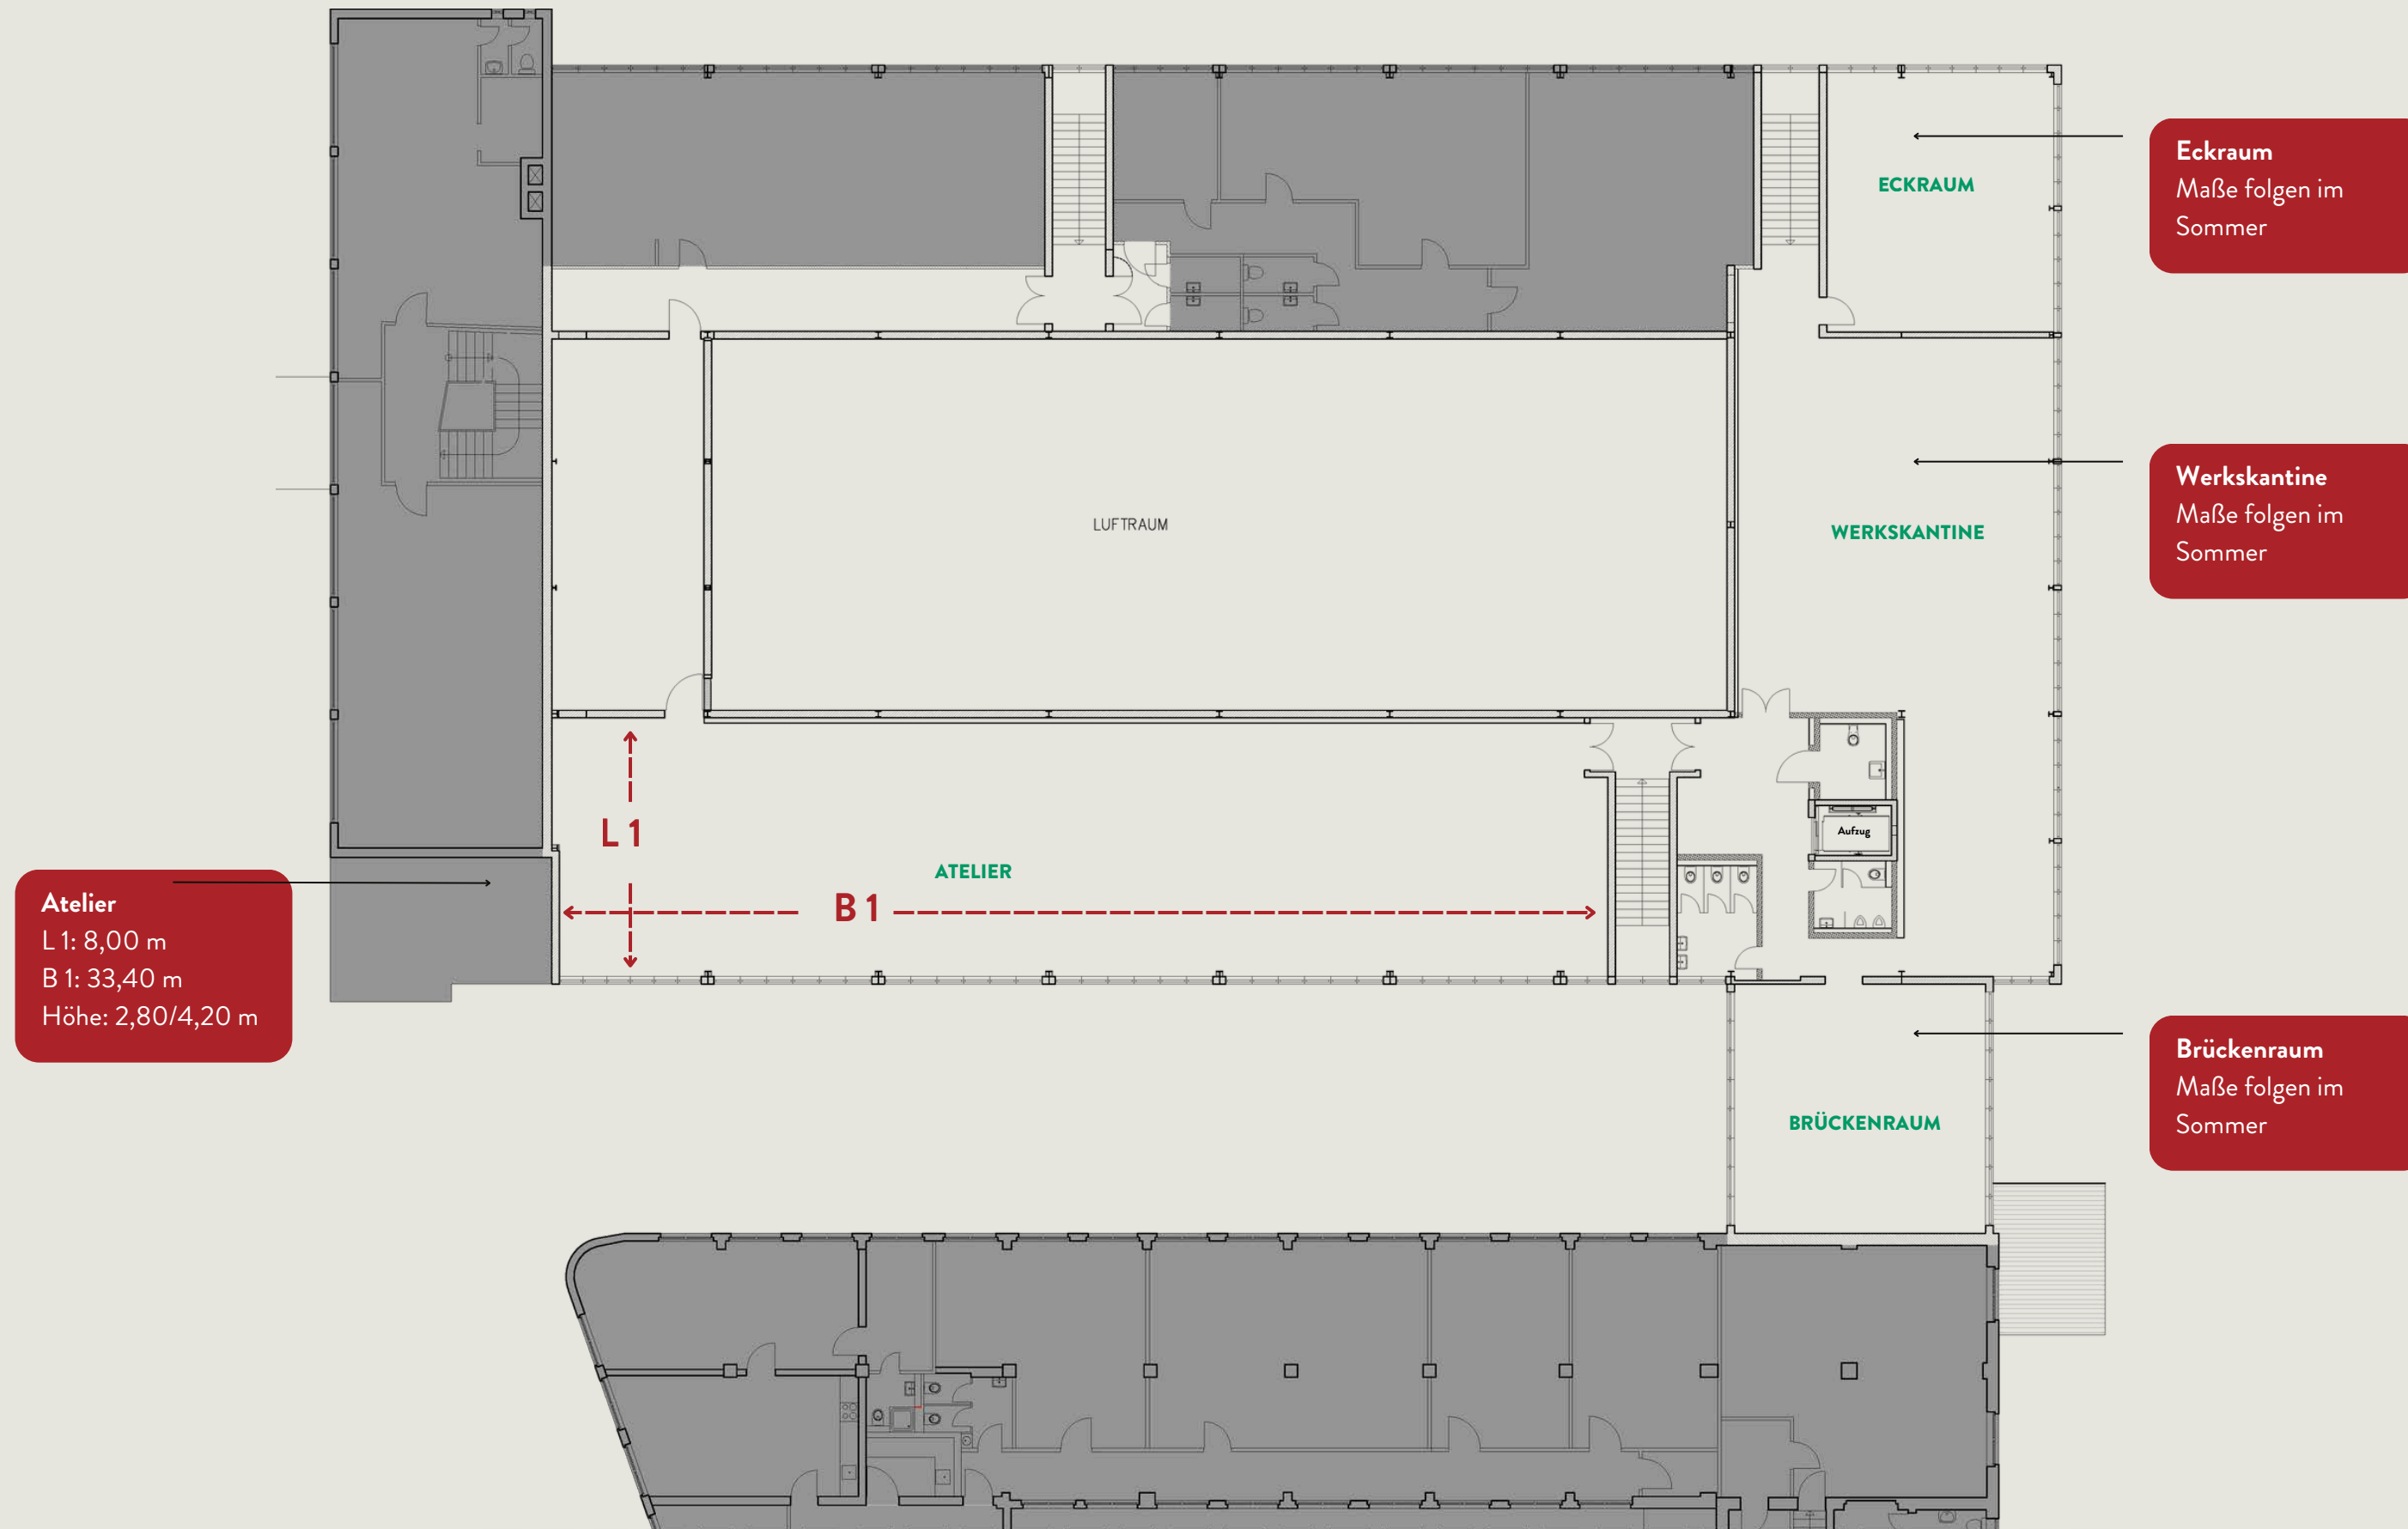 Eckraum
Maße folgen im
Sommer
ECKRAUM
Werkskantine
Maße folgen im
Sommer
LUFTRAUM
WERKSKANTINE
L 1
Aufzug
ATELIER
B 1
Atelier
L 1: 8,00 m
B 1: 33,40 m
Höhe: 2,80/4,20 m
Brückenraum
Maße folgen im
Sommer
BRÜCKENRAUM